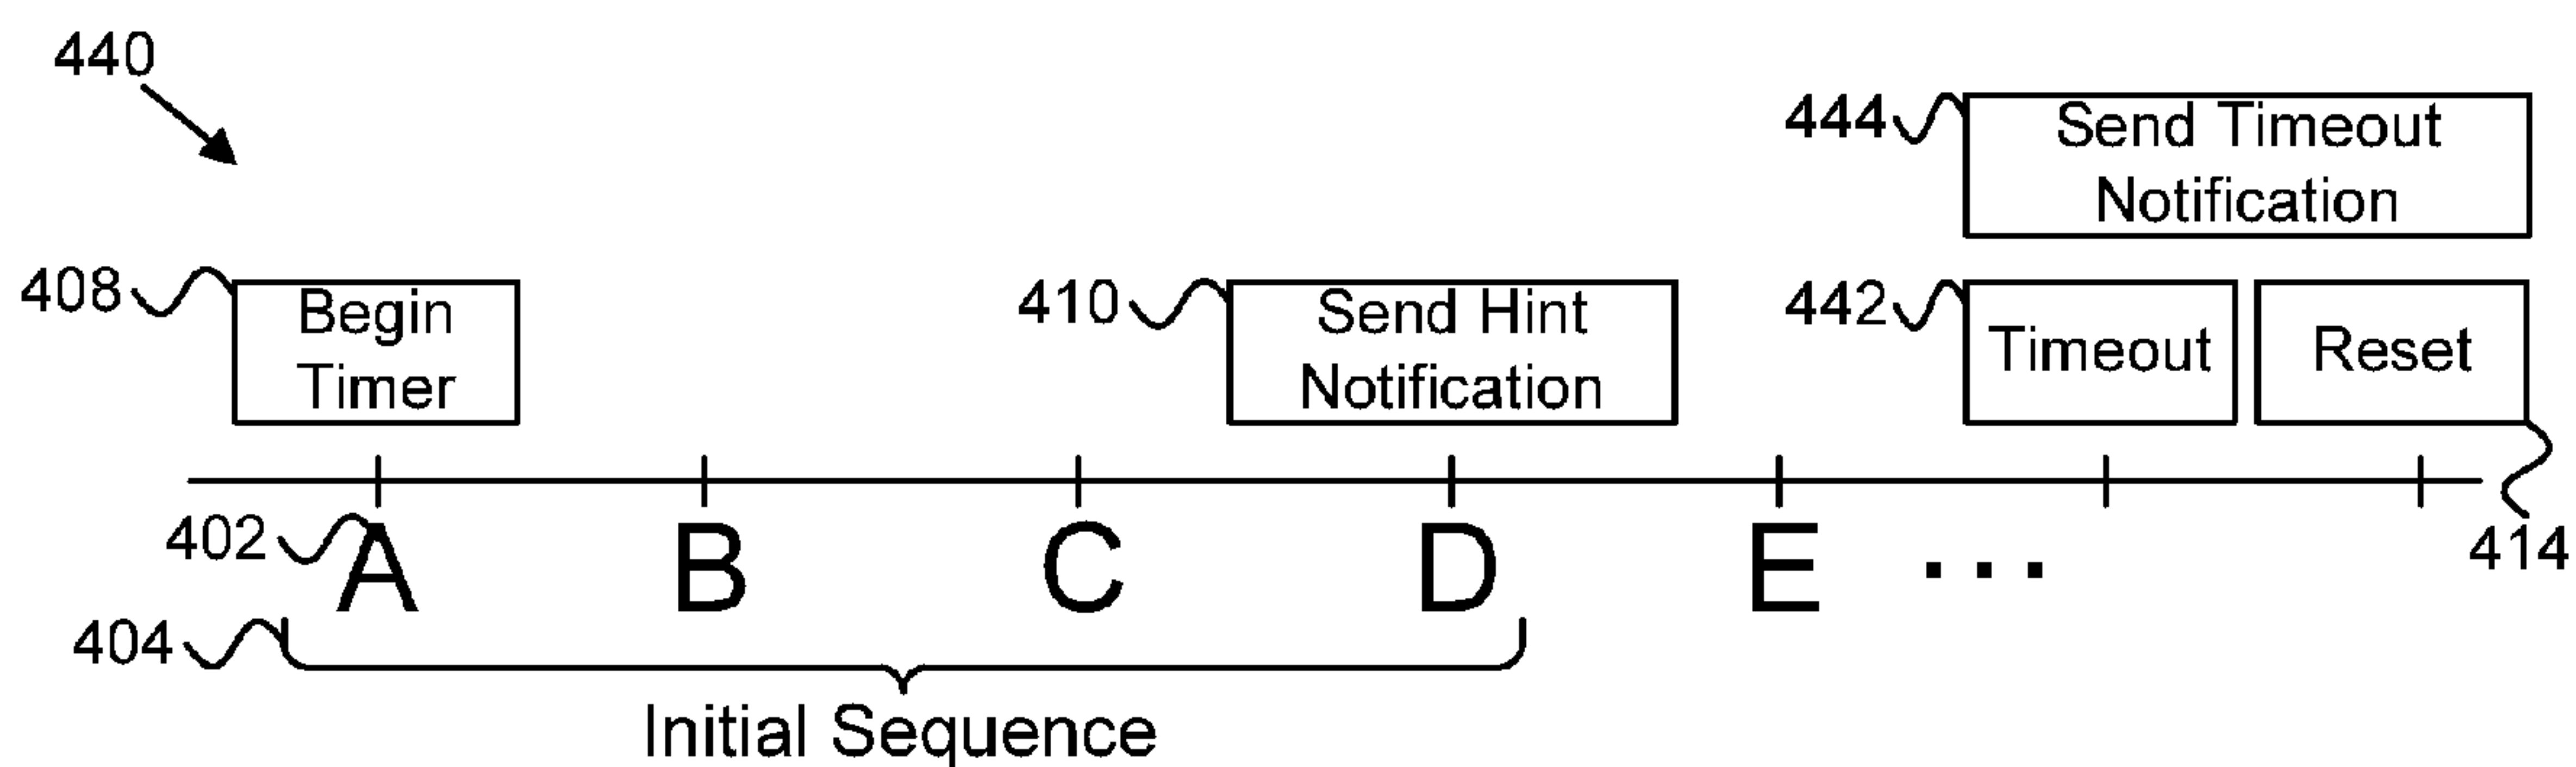 440
444
Send Timeout
Notification
408
Begin
Timer
410
Send Hint
Notification
442
Timeout
Reset
402
A
B
C
D
E ...
414
404
Initial Sequence